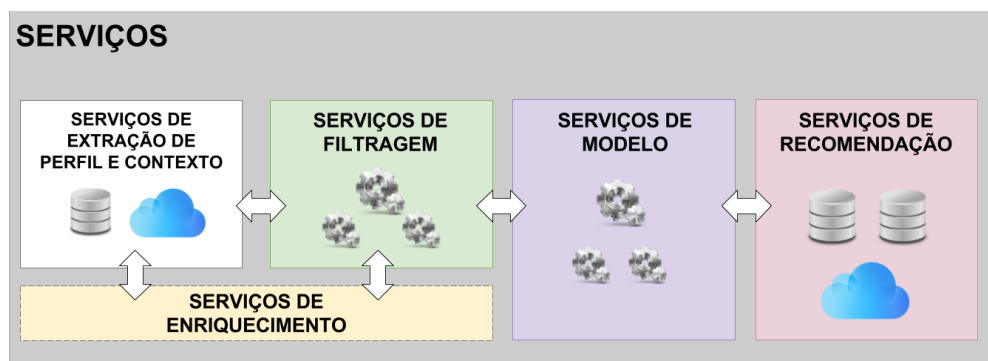 SERVIÇOS
SERVIÇOS DE
EXTRAÇÃO DE
PERFIL E CONTEXTO
SERVIÇOS DE
FILTRAGEM
SERVIÇOS DE
MODELO
SERVIÇOS DE
RECOMENDAÇÃO
SERVIÇOS DE
ENRIQUECIMENTO